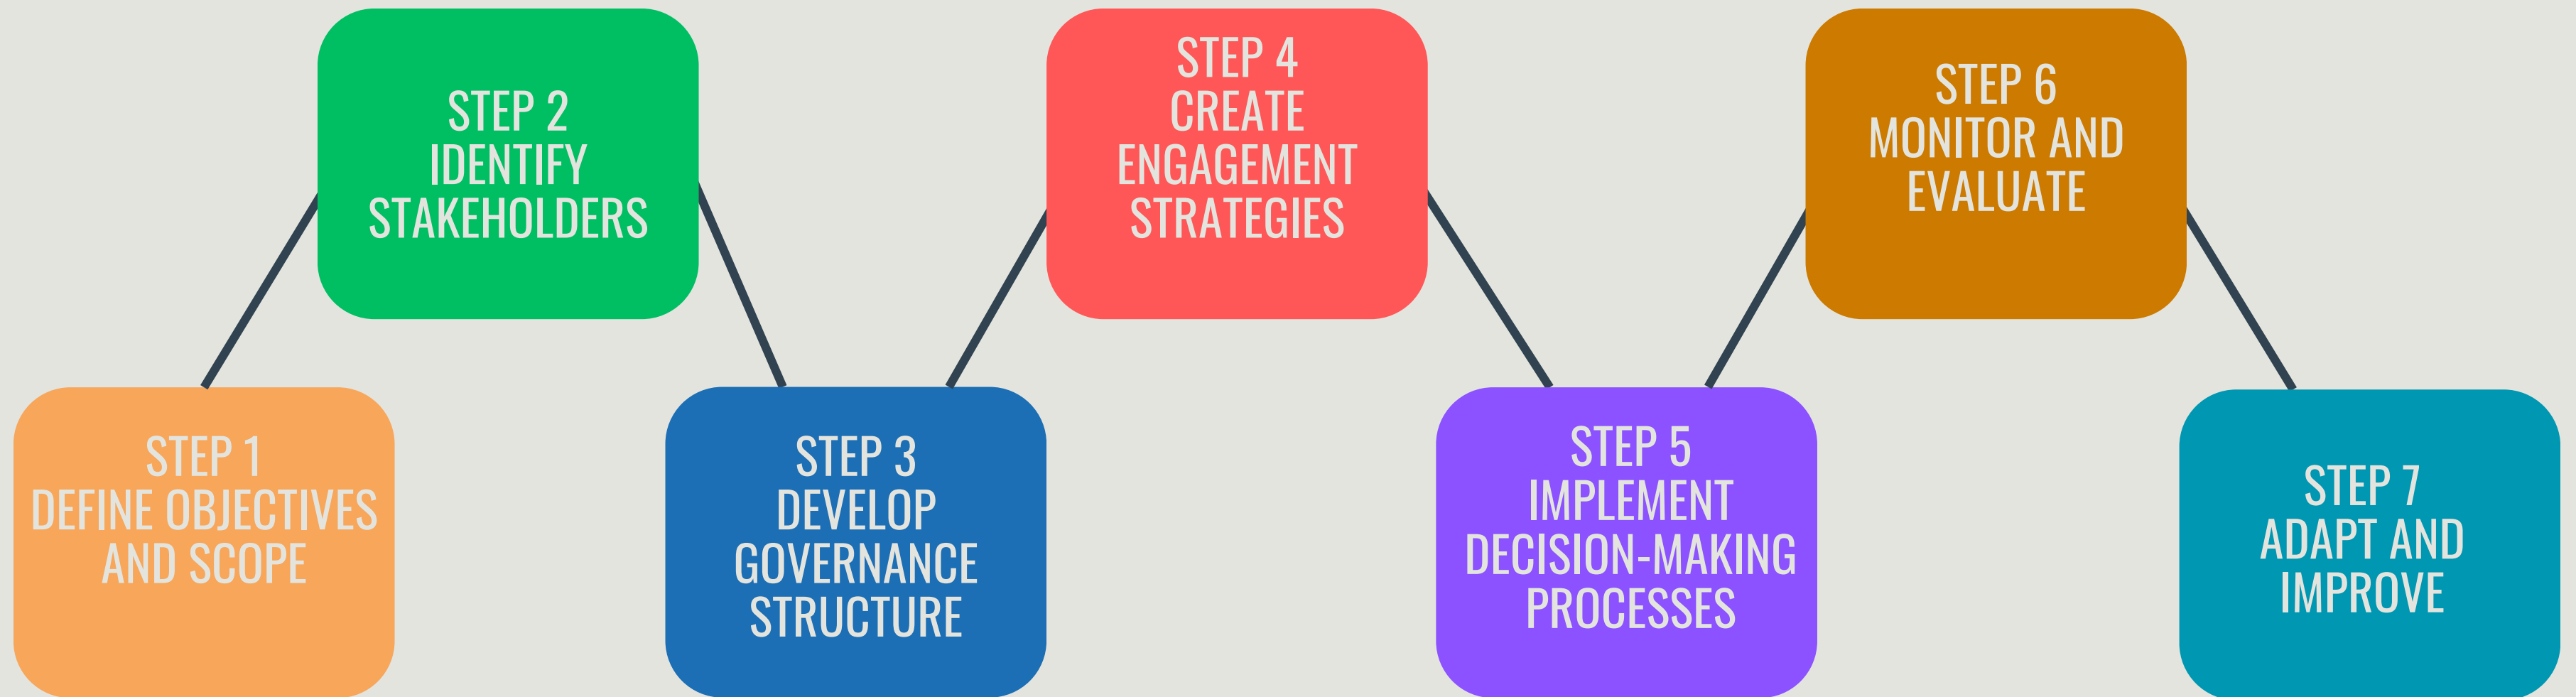 STEP 1
DEFINE OBJECTIVES
AND SCOPE
STEP 2
IDENTIFY
STAKEHOLDERS
STEP 3
DEVELOP
GOVERNANCE
STRUCTURE
STEP 4
CREATE
ENGAGEMENT
STRATEGIES
STEP 5
IMPLEMENT
DECISION-MAKING
PROCESSES
STEP 6
MONITOR AND
EVALUATE
STEP 7
ADAPT AND
IMPROVE